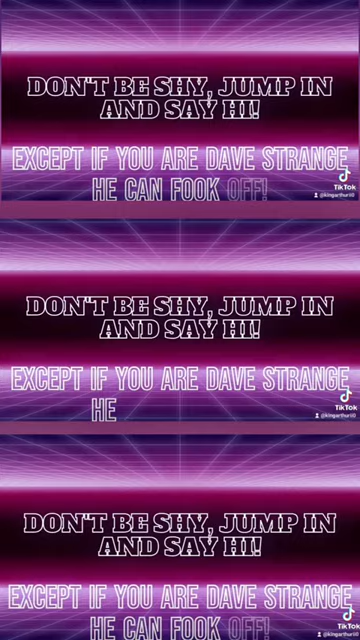 DON'T BE SHY, JUMP IN
AND SAY HI!
EXCEPT IF YOU ARE DAVE STRANGE
HE CAN FOOK OFF!
TikTok
@kingarthuriii0
DON'T BE SHY, JUMP IN
AND SAY HI!
EXCEPT IF YOU ARE DAVE STRANGE
HE
TikTok
@kingarthuriii0
DON'T BE SHY, JUMP IN
AND SAY HI!
EXCEPT IF YOU ARE DAVE STRANGE
HE CAN FOOK OFF!
TikTok